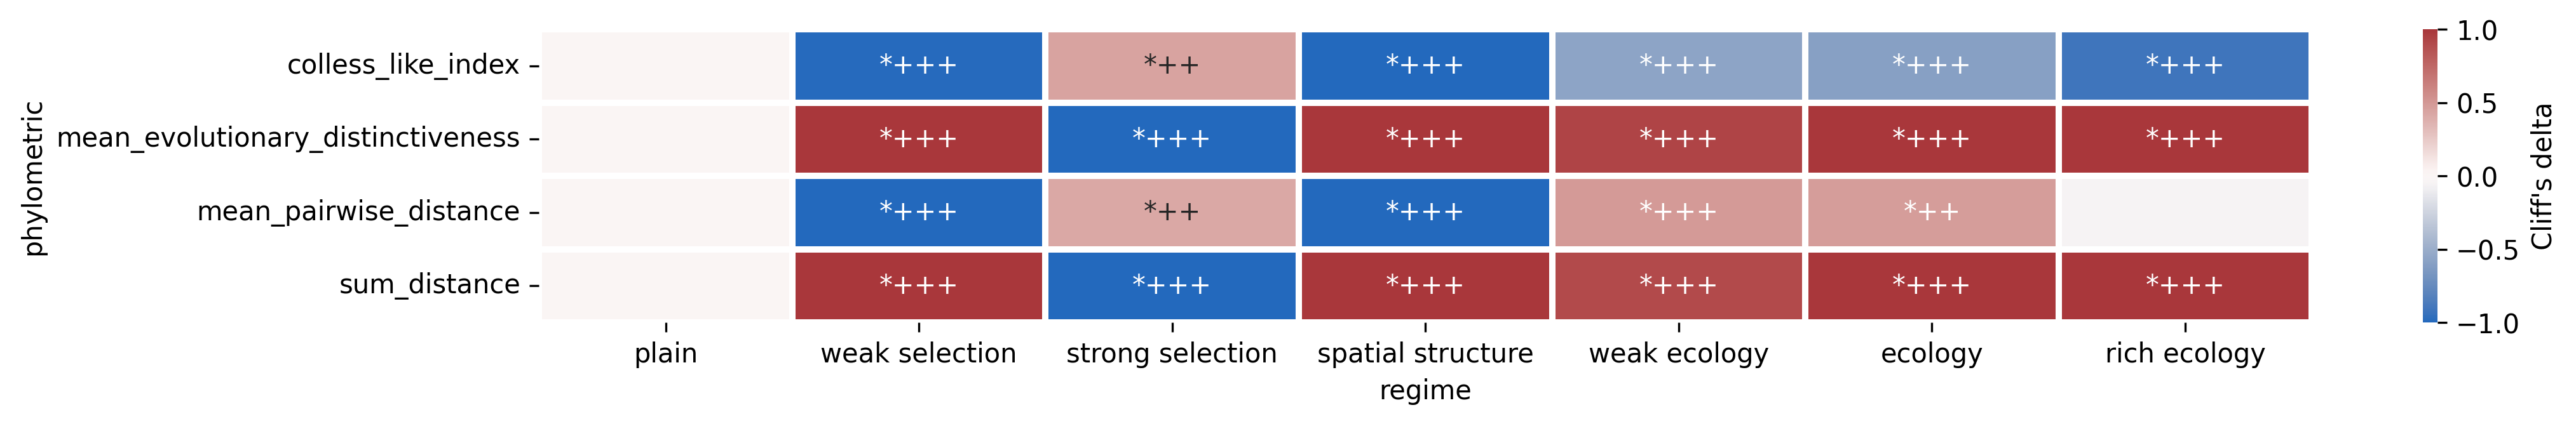 phylometric
colless_like_index
*+++ *++ *+++ *+++ *+++ *+++
mean_evolutionary_distinctiveness
*+++ *+++ *+++ *+++ *+++ *+++
mean_pairwise_distance
*+++ *++ *+++ *+++ *++
sum_distance
*+++ *+++ *+++ *+++ *+++ *+++
plain weak selection strong selection spatial structure weak ecology ecology rich ecology
regime
1.0
0.5
0.0
−0.5
−1.0
Cliff's delta